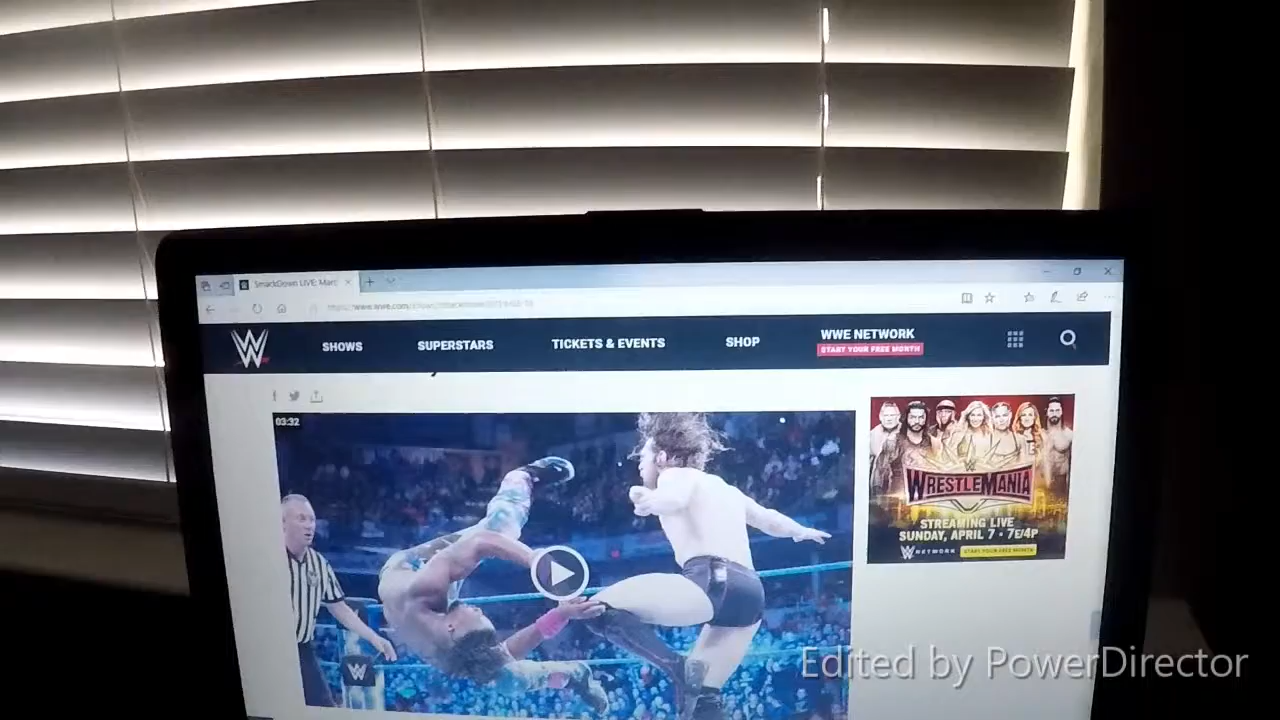 SmackDown LIVE: Marc
SHOWS
SUPERSTARS
TICKETS & EVENTS
SHOP
WWE NETWORK
START YOUR FREE MONTH
03:32
WRESTLEMANIA
STREAMING LIVE
SUNDAY, APRIL 7 • 7E/4P
NETWORK START YOUR FREE MONTH
Edited by PowerDirector